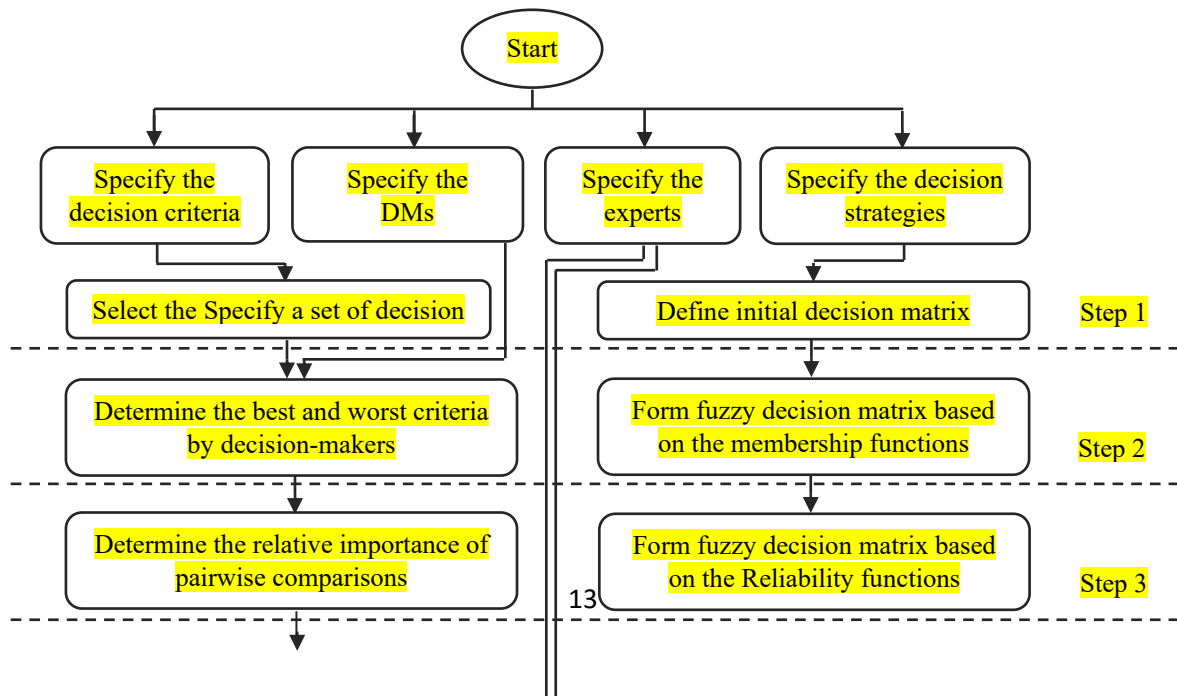 Start
Specify the
decision criteria
Specify the
DMs
Specify the
experts
Specify the decision
strategies
Select the Specify a set of decision
Define initial decision matrix
Step 1
Determine the best and worst criteria
by decision-makers
Form fuzzy decision matrix based
on the membership functions
Step 2
Determine the relative importance of
pairwise comparisons
Form fuzzy decision matrix based
on the Reliability functions
Step 3
13